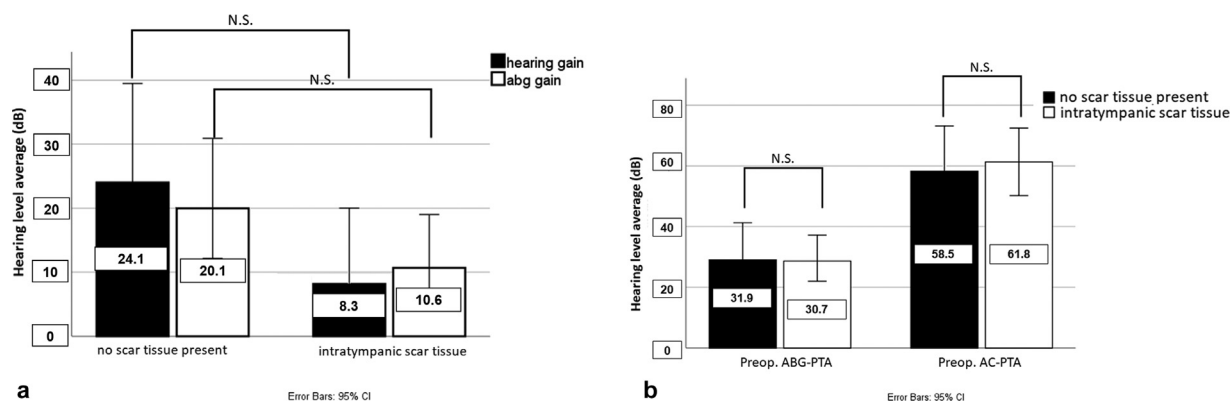 N.S.
hearing gain
abg gain
N.S.
Hearing level average (dB)
40
30
20
10
0
24.1
20.1
8.3
10.6
no scar tissue present
intratympanic scar tissue
a
Error Bars: 95% CI
N.S.
no scar tissue present
intratympanic scar tissue
N.S.
Hearing level average (dB)
80
60
40
20
0
31.9
30.7
58.5
61.8
Preop. ABG-PTA
Preop. AC-PTA
b
Error Bars: 95% CI